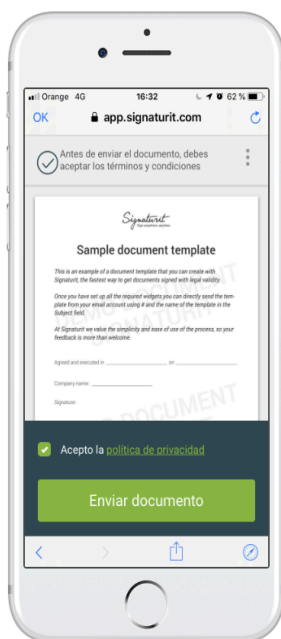 Orange 4G 16:32 62 %
OK app.signaturit.com
Antes de enviar el documento, debes
aceptar los términos y condiciones
Signaturit
Sample document template
This is an example of a document template that you can create with
Signaturit, the fastest way to get documents signed with legal validity.
Once you have set up all the required widgets you can directly send the tem-
plate from your email account using # and the name of the template in the
Subject field.
At Signaturit we value the simplicity and ease of use of the process, so your
feedback is more than welcome.
Agreed and executed in on
Company name:
Signature:
DEMO DOCUMENT
SIGNATURIT
DEMO DOCUMENT
Acepto la política de privacidad
Enviar documento